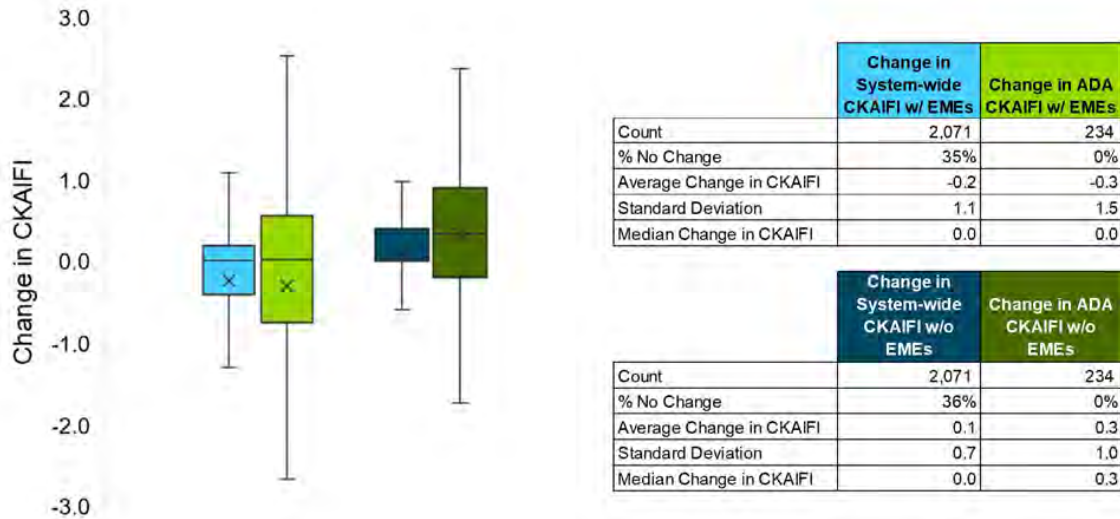 3.0
2.0
1.0
0.0
-1.0
-2.0
-3.0
Change in CKAIFI
Change in
System-wide
CKAIFI w/ EMEs
Change in ADA
CKAIFI w/ EMEs
Count 2,071 234
% No Change 35% 0%
Average Change in CKAIFI -0.2 -0.3
Standard Deviation 1.1 1.5
Median Change in CKAIFI 0.0 0.0
Change in
System-wide
CKAIFI w/o
EMEs
Change in ADA
CKAIFI w/o
EMEs
Count 2,071 234
% No Change 36% 0%
Average Change in CKAIFI 0.1 0.3
Standard Deviation 0.7 1.0
Median Change in CKAIFI 0.0 0.3